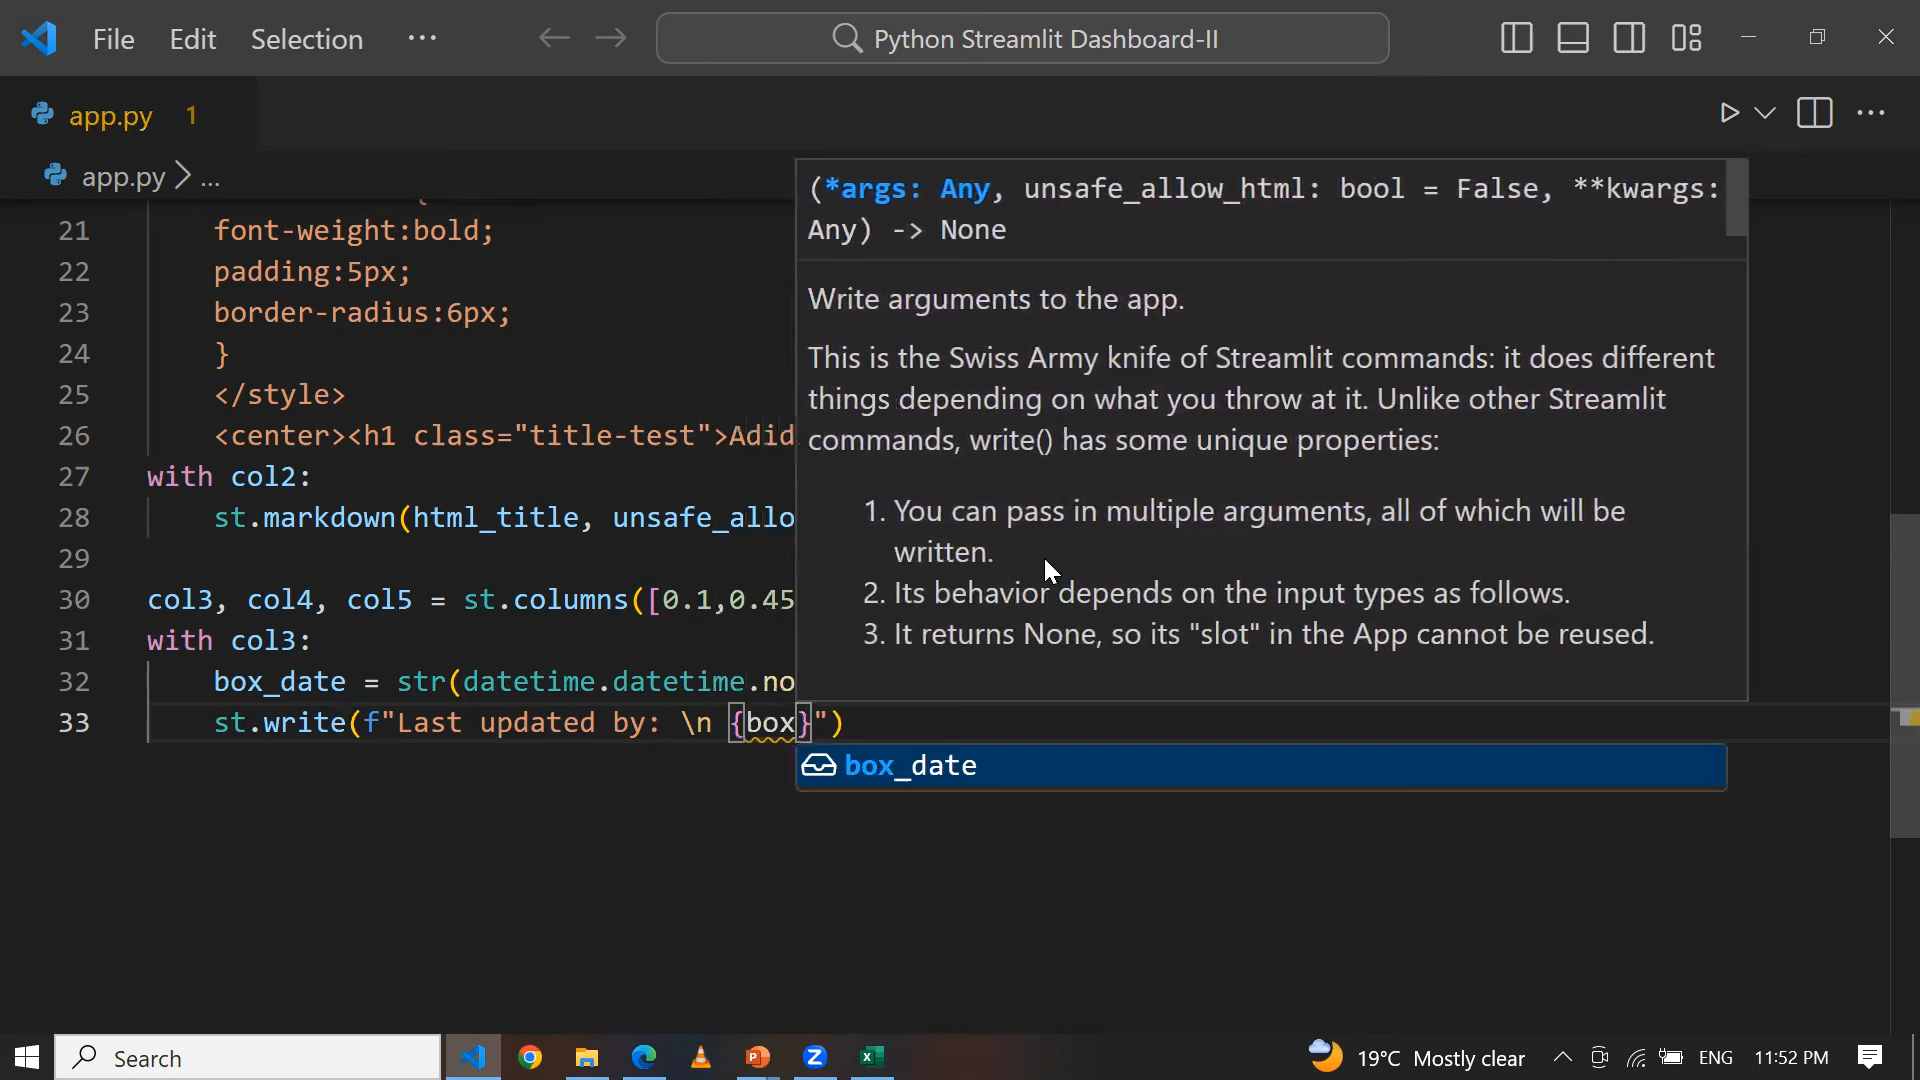 File Edit Selection ···
Python Streamlit Dashboard-II
app.py 1
app.py > ...
21 font-weight:bold;
22 padding:5px;
23 border-radius:6px;
24 }
25 </style>
26 <center><h1 class="title-test">Adid
27 with col2:
28 st.markdown(html_title, unsafe_allo
29
30 col3, col4, col5 = st.columns([0.1,0.45
31 with col3:
32 box_date = str(datetime.datetime.no
33 st.write(f"Last updated by: \n {box}")
(*args: Any, unsafe_allow_html: bool = False, **kwargs:
Any) -> None
Write arguments to the app.
This is the Swiss Army knife of Streamlit commands: it does different
things depending on what you throw at it. Unlike other Streamlit
commands, write() has some unique properties:
1. You can pass in multiple arguments, all of which will be
written.
2. Its behavior depends on the input types as follows.
3. It returns None, so its "slot" in the App cannot be reused.
box_date
Search
19°C Mostly clear
ENG
11:52 PM